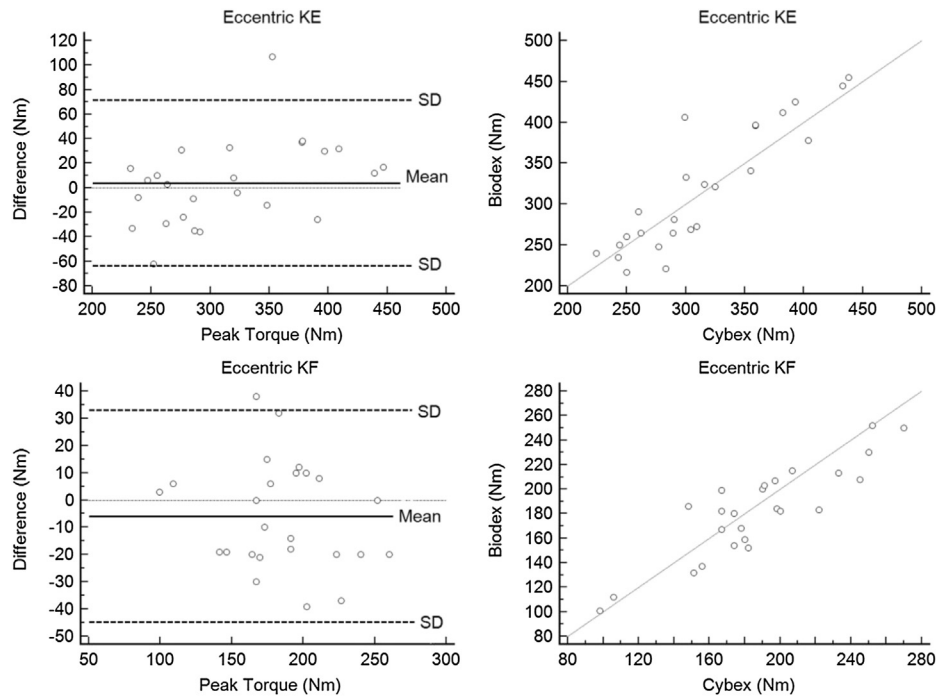 Eccentric KE
Difference (Nm)
120
100
80
60
40
20
0
-20
-40
-60
-80
SD
Mean
SD
200 250 300 350 400 450 500
Peak Torque (Nm)
Eccentric KE
Biodex (Nm)
500
450
400
350
300
250
200
200 250 300 350 400 450 500
Cybex (Nm)
Eccentric KF
Difference (Nm)
40
30
20
10
0
-10
-20
-30
-40
-50
SD
Mean
SD
50 100 150 200 250 300
Peak Torque (Nm)
Eccentric KF
Biodex (Nm)
280
260
240
220
200
180
160
140
120
100
80
80 120 160 200 240 280
Cybex (Nm)